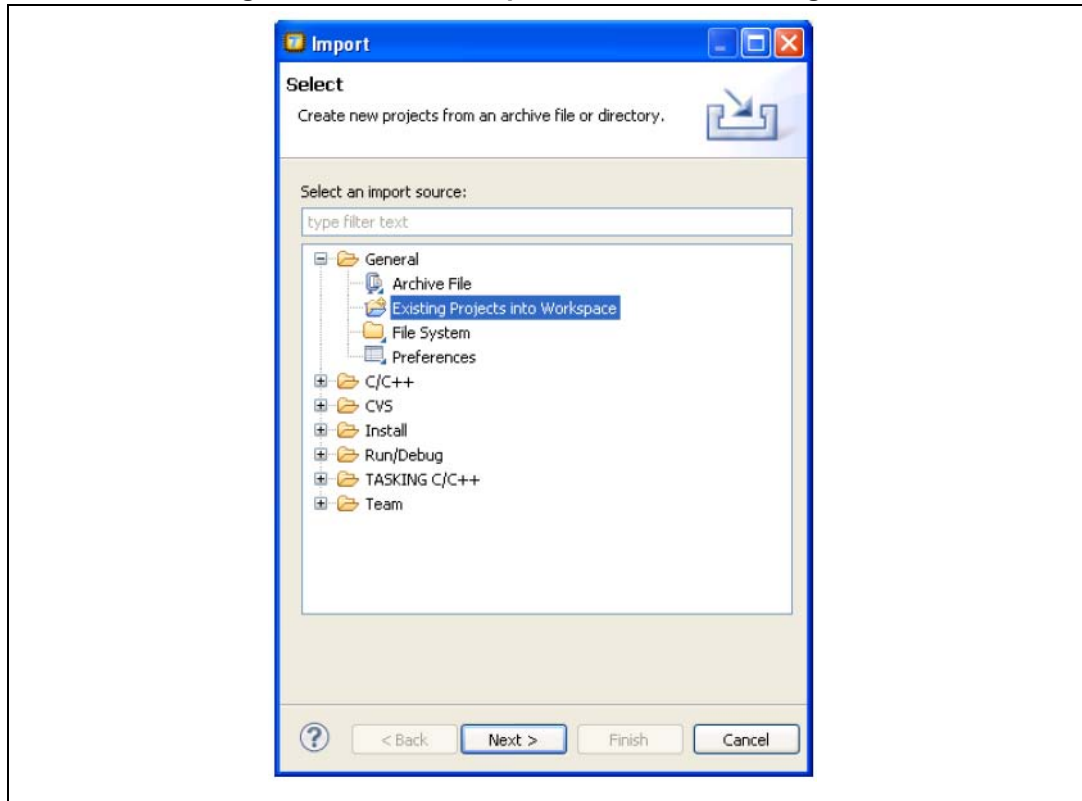 Import
Select
Create new projects from an archive file or directory.
Select an import source:
type filter text
General
Archive File
Existing Projects into Workspace
File System
Preferences
C/C++
CVS
Install
Run/Debug
TASKING C/C++
Team
? < Back Next > Finish Cancel